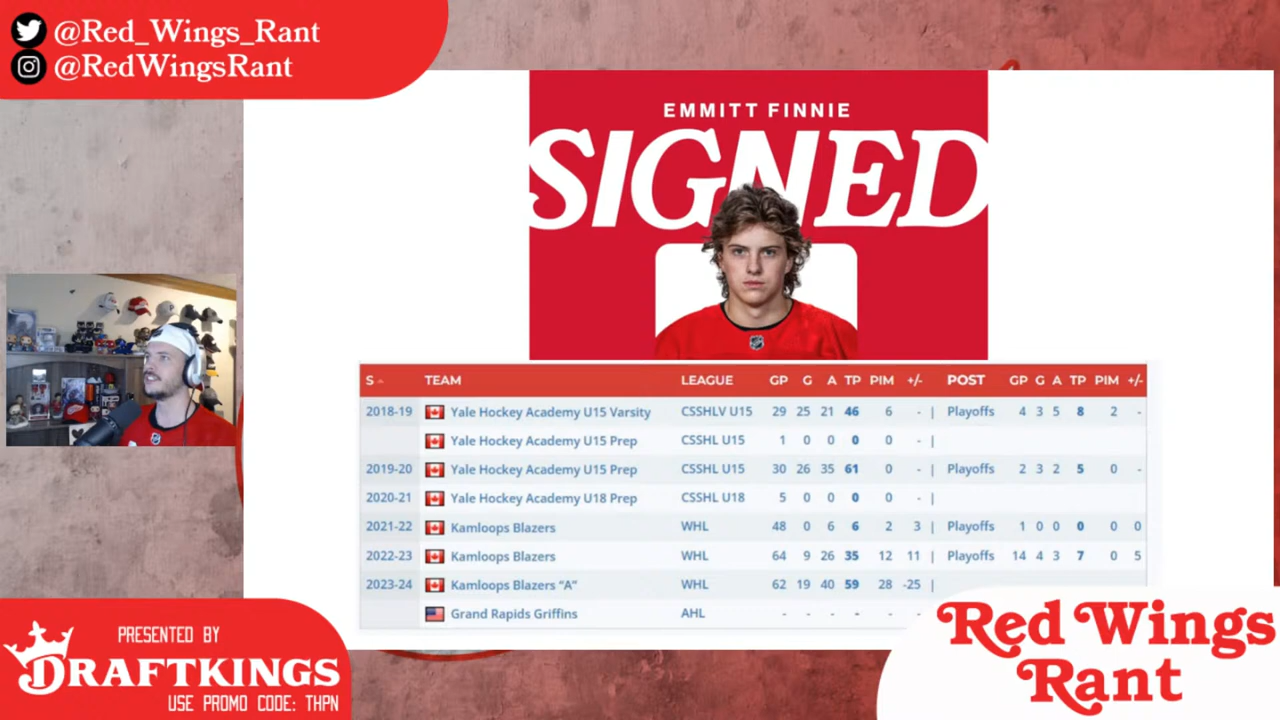 @Red_Wings_Rant
@RedWingsRant
EMMITT FINNIE
SIGNED
S TEAM LEAGUE GP G A TP PIM +/- POST GP G A TP PIM +/-
2018-19 Yale Hockey Academy U15 Varsity CSSHLV U15 29 25 21 46 6 - | Playoffs 4 3 5 8 2 -
Yale Hockey Academy U15 Prep CSSHL U15 1 0 0 0 0 - |
2019-20 Yale Hockey Academy U15 Prep CSSHL U15 30 26 35 61 0 - | Playoffs 2 3 2 5 0 -
2020-21 Yale Hockey Academy U18 Prep CSSHL U18 5 0 0 0 0 - |
2021-22 Kamloops Blazers WHL 48 0 6 6 2 3 | Playoffs 1 0 0 0 0 0
2022-23 Kamloops Blazers WHL 64 9 26 35 12 11 | Playoffs 14 4 3 7 0 5
2023-24 Kamloops Blazers "A" WHL 62 19 40 59 28 -25 |
Grand Rapids Griffins AHL - - - - - -
PRESENTED BY
DRAFTKINGS
USE PROMO CODE: THPN
Red Wings
Rant